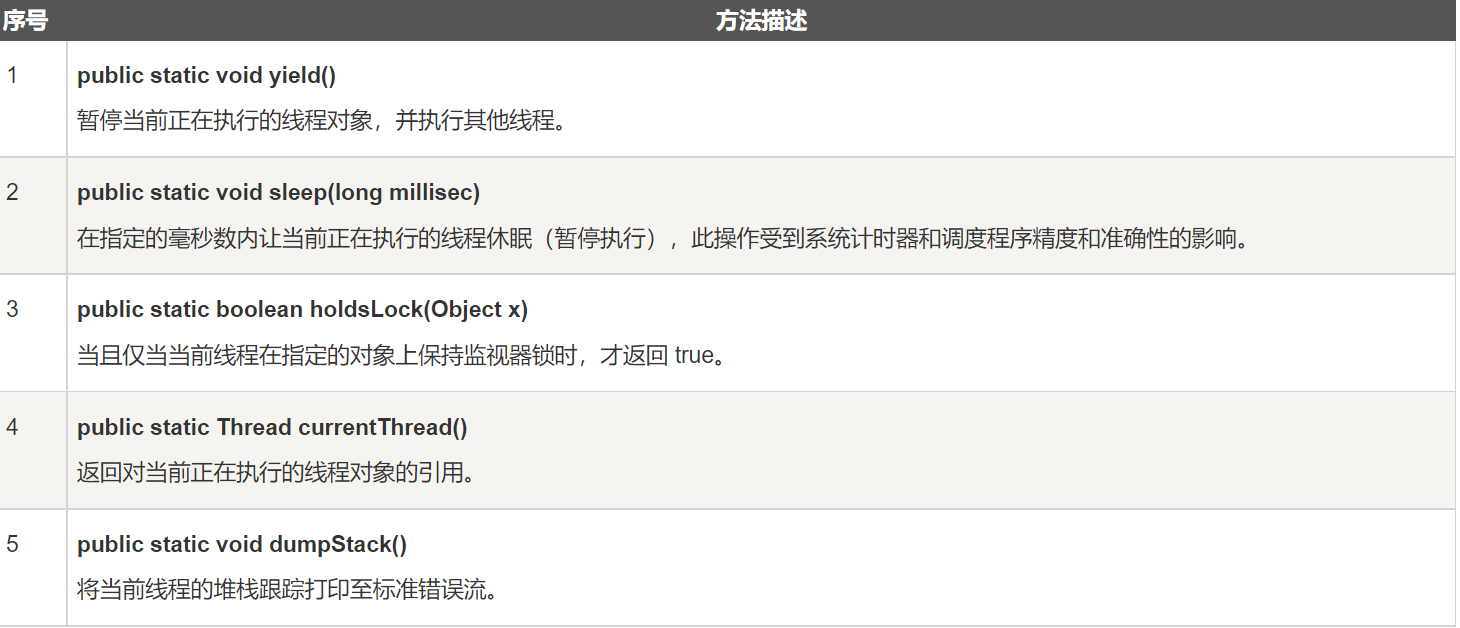 序号 方法描述
1 public static void yield()
暂停当前正在执行的线程对象，并执行其他线程。
2 public static void sleep(long millisec)
在指定的毫秒数内让当前正在执行的线程休眠（暂停执行），此操作受到系统计时器和调度程序精度和准确性的影响。
3 public static boolean holdsLock(Object x)
当且仅当当前线程在指定的对象上保持监视器锁时，才返回 true。
4 public static Thread currentThread()
返回对当前正在执行的线程对象的引用。
5 public static void dumpStack()
将当前线程的堆栈跟踪打印至标准错误流。